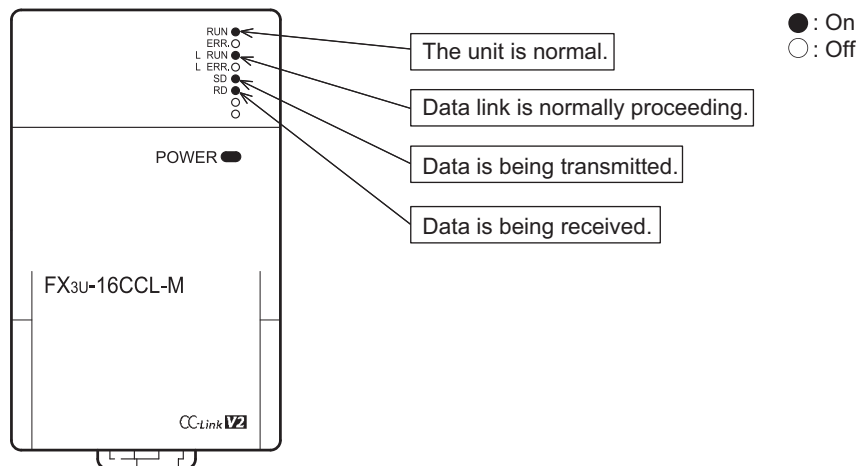 RUN
ERR.
L RUN
L ERR.
SD
RD
POWER
FX3U-16CCL-M
CC-Link V2
The unit is normal.
Data link is normally proceeding.
Data is being transmitted.
Data is being received.
: On
: Off